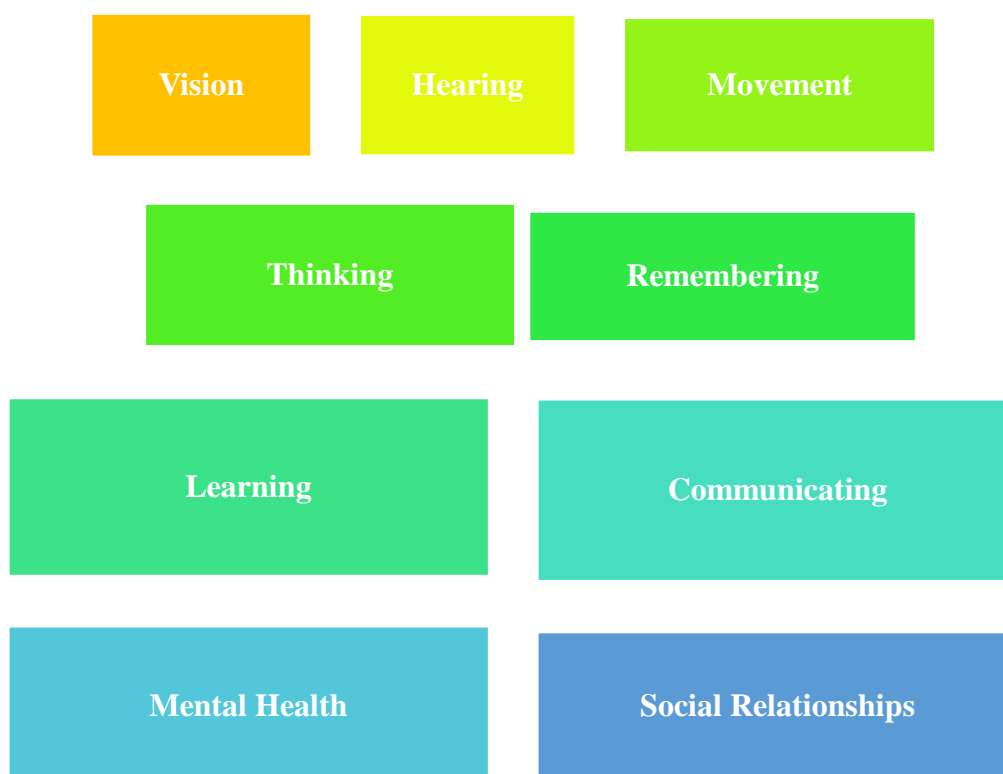 Vision
Hearing
Movement
Thinking
Remembering
Learning
Communicating
Mental Health
Social Relationships